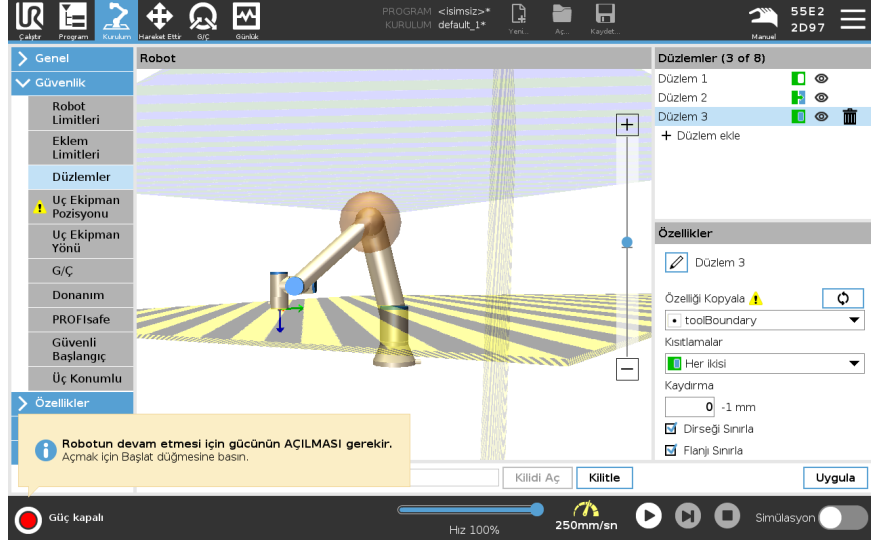 PROGRAM <isimsiz>*
KURULUM default_1*
55E2
2D97
Çalıştır Program Kurulum Hareket Ettir G/Ç Günlük
Yeni... Aç... Kaydet...
Manuel
Genel
Güvenlik
Robot
Limitleri
Eklem
Limitleri
Düzlemler
Uç Ekipman
Pozisyonu
Uç Ekipman
Yönü
G/Ç
Donanım
PROFIsafe
Güvenli
Başlangıç
Üç Konumlu
Özellikler
Robot
Düzlemler (3 of 8)
Düzlem 1
Düzlem 2
Düzlem 3
+ Düzlem ekle
Özellikler
Düzlem 3
Özelliği Kopyala
toolBoundary
Kısıtlamalar
Her ikisi
Kaydırma
0 -1 mm
Dirseği Sınırla
Flanjı Sınırla
Robotun devam etmesi için gücünün AÇILMASI gerekir.
Açmak için Başlat düğmesine basın.
Kilidi Aç
Kilitle
Uygula
Güç kapalı
Hız 100%
250mm/sn
Simülasyon